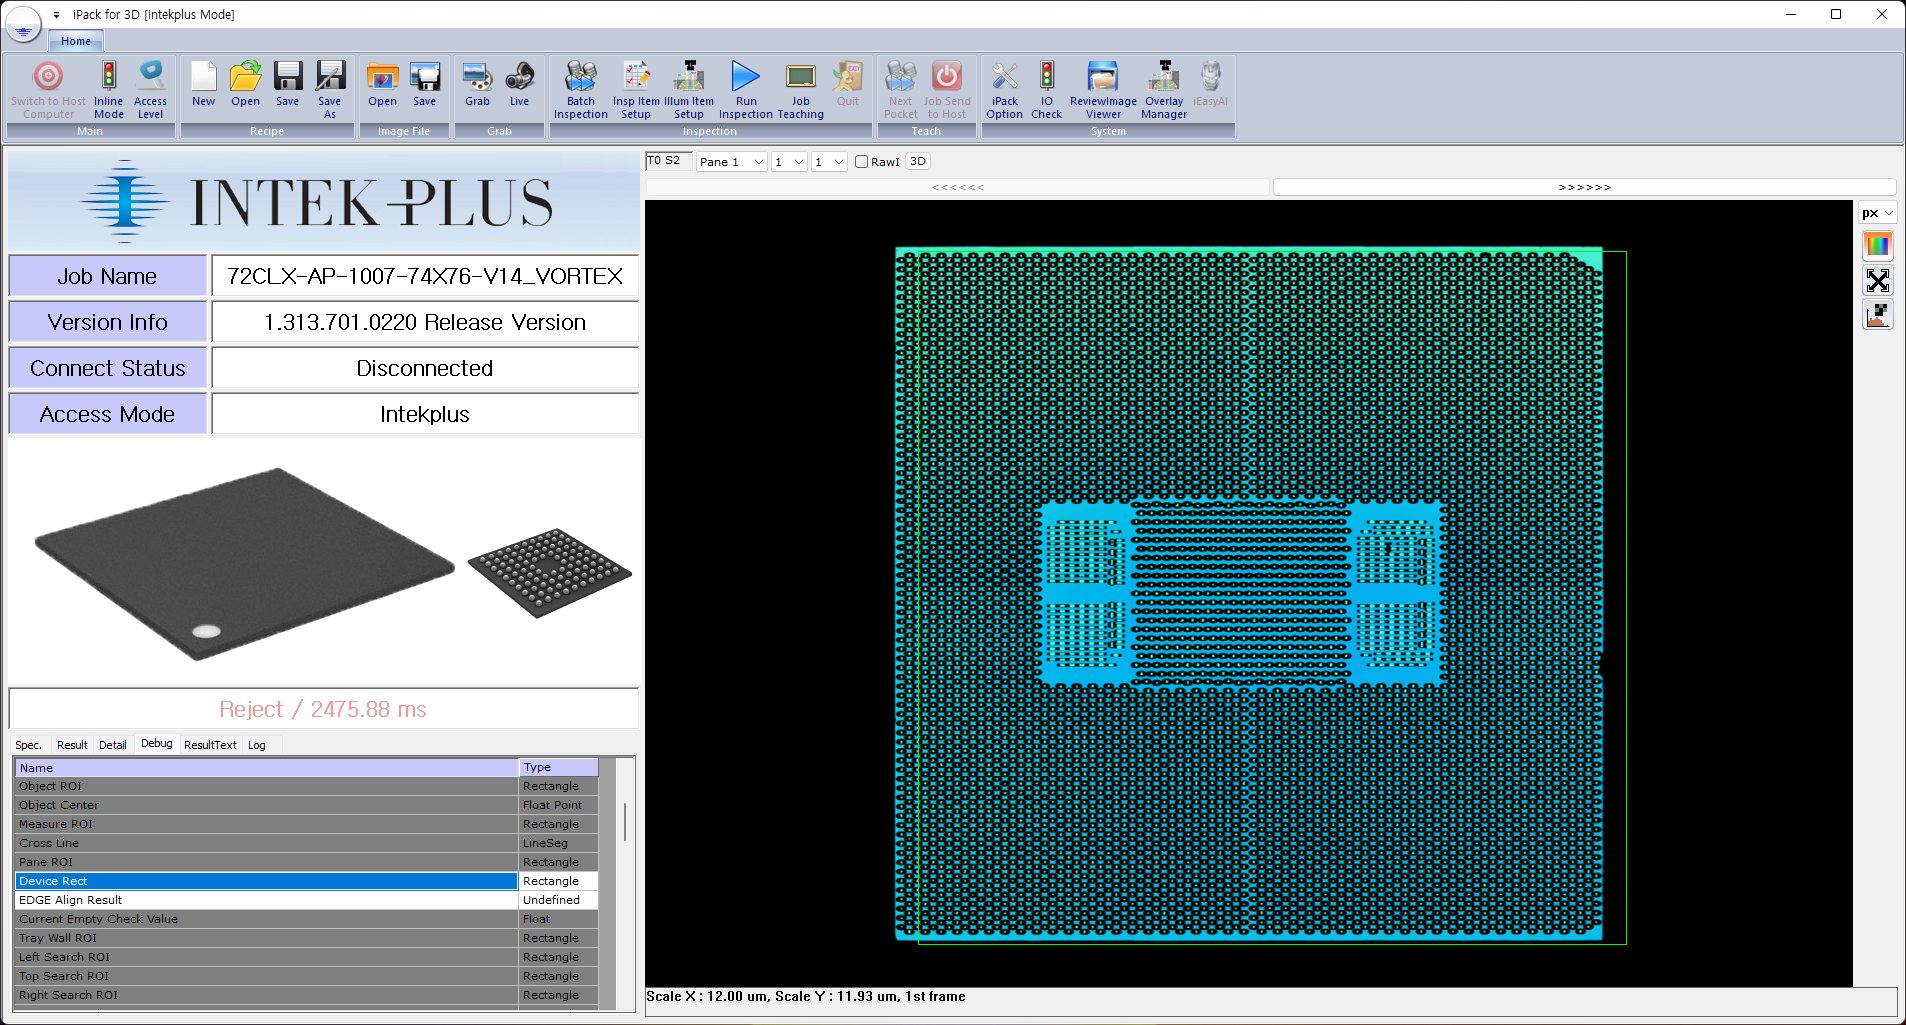 iPack for 3D [Intekplus Mode]
Home
Switch to Host Computer
Inline Mode
Access Level
Main
New
Open
Save
Save As
Recipe
Open
Save
Image File
Grab
Live
Grab
Batch Inspection
Insp Item Setup
Illum Item Setup
Run Inspection
Job Teaching
Quit
Inspection
Next Pocket
Job Send to Host
Teach
iPack Option
IO Check
ReviewImage Viewer
Overlay Manager
iEasyAI
System
INTEK-PLUS
Job Name
72CLX-AP-1007-74X76-V14_VORTEX
Version Info
1.313.701.0220 Release Version
Connect Status
Disconnected
Access Mode
Intekplus
Reject / 2475.88 ms
Spec. Result Detail Debug ResultText Log
Name Type
Object ROI Rectangle
Object Center Float Point
Measure ROI Rectangle
Cross Line LineSeg
Pane ROI Rectangle
Device Rect Rectangle
EDGE Align Result Undefined
Current Empty Check Value Float
Tray Wall ROI Rectangle
Left Search ROI Rectangle
Top Search ROI Rectangle
Right Search ROI Rectangle
T0 S2 Pane 1 1 1 RawI 3D
<<<<<< >>>>>>
px
Scale X : 12.00 um, Scale Y : 11.93 um, 1st frame